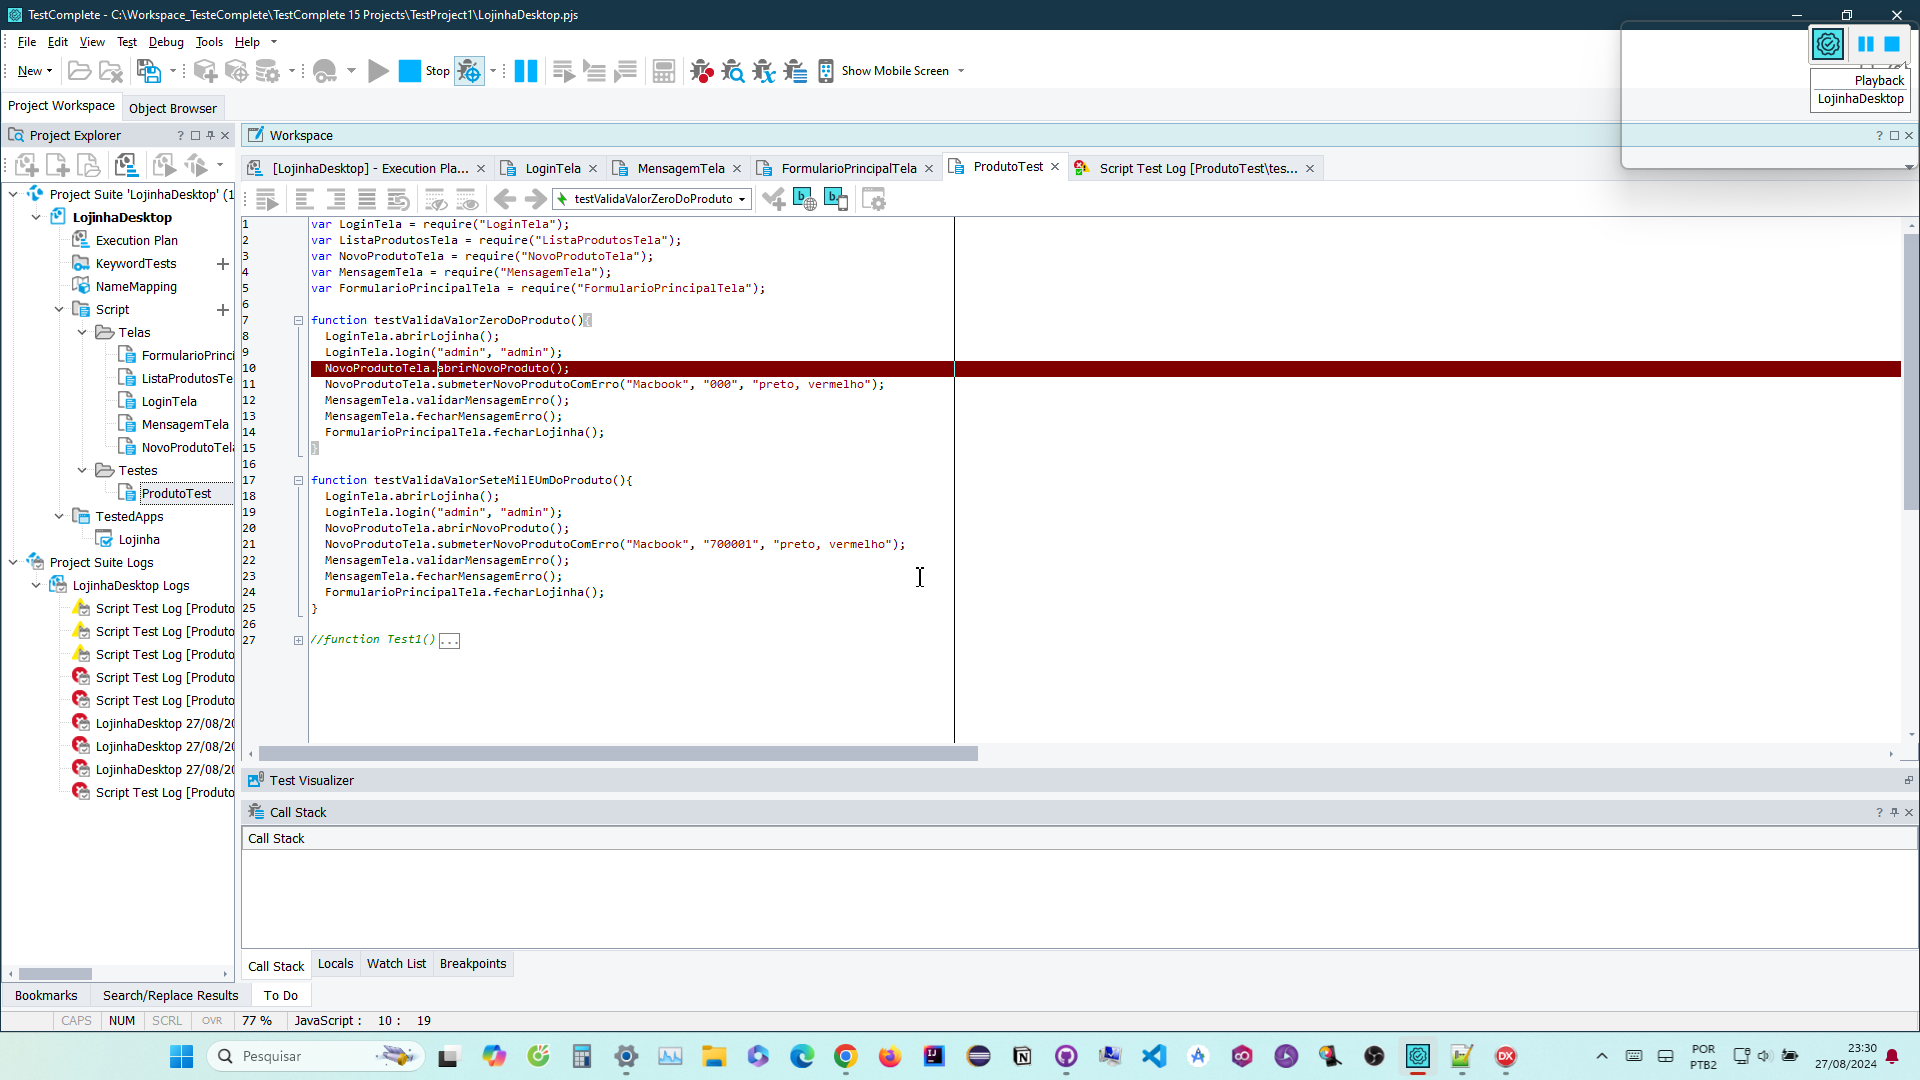 TestComplete - C:\Workspace_TesteComplete\TestComplete 15 Projects\TestProject1\LojinhaDesktop.pjs
File Edit View Test Debug Tools Help
New Stop Show Mobile Screen
Playback
LojinhaDesktop
Project Workspace Object Browser
Project Explorer
Workspace
[LojinhaDesktop] - Execution Pla... LoginTela MensagemTela FormularioPrincipalTela ProdutoTest Script Test Log [ProdutoTest\tes...
testValidaValorZeroDoProduto
Project Suite 'LojinhaDesktop' (1
LojinhaDesktop
Execution Plan
KeywordTests
NameMapping
Script
Telas
FormularioPrinci
ListaProdutosTe
LoginTela
MensagemTela
NovoProdutoTela
Testes
ProdutoTest
TestedApps
Lojinha
Project Suite Logs
LojinhaDesktop Logs
Script Test Log [Produto
Script Test Log [Produto
Script Test Log [Produto
Script Test Log [Produto
Script Test Log [Produto
LojinhaDesktop 27/08/20
LojinhaDesktop 27/08/20
LojinhaDesktop 27/08/20
Script Test Log [Produto
1 var LoginTela = require("LoginTela");
2 var ListaProdutosTela = require("ListaProdutosTela");
3 var NovoProdutoTela = require("NovoProdutoTela");
4 var MensagemTela = require("MensagemTela");
5 var FormularioPrincipalTela = require("FormularioPrincipalTela");
6
7 function testValidaValorZeroDoProduto(){
8 LoginTela.abrirLojinha();
9 LoginTela.login("admin", "admin");
10 NovoProdutoTela.abrirNovoProduto();
11 NovoProdutoTela.submeterNovoProdutoComErro("Macbook", "000", "preto, vermelho");
12 MensagemTela.validarMensagemErro();
13 MensagemTela.fecharMensagemErro();
14 FormularioPrincipalTela.fecharLojinha();
15 }
16
17 function testValidaValorSeteMilEUmDoProduto(){
18 LoginTela.abrirLojinha();
19 LoginTela.login("admin", "admin");
20 NovoProdutoTela.abrirNovoProduto();
21 NovoProdutoTela.submeterNovoProdutoComErro("Macbook", "700001", "preto, vermelho");
22 MensagemTela.validarMensagemErro();
23 MensagemTela.fecharMensagemErro();
24 FormularioPrincipalTela.fecharLojinha();
25 }
26
27 //function Test1() ...
Test Visualizer
Call Stack
Call Stack
Call Stack Locals Watch List Breakpoints
Bookmarks Search/Replace Results To Do
CAPS NUM SCRL OVR 77 % JavaScript : 10 : 19
Pesquisar
POR
PTB2
23:30
27/08/2024